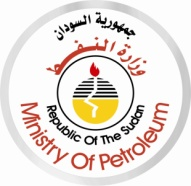 جمهورية السودان
وزارة النفط
Republic Of The Sudan
Ministry Of Petroleum